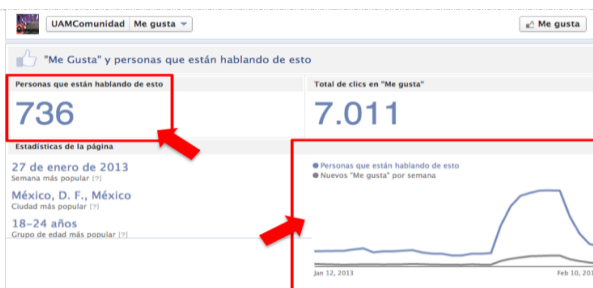 UAMComunidad Me gusta
Me gusta
"Me Gusta" y personas que están hablando de esto
Personas que están hablando de esto
736
Total de clics en "Me gusta"
7.011
Estadísticas de la página
27 de enero de 2013
Semana más popular [?]
México, D. F., México
Ciudad más popular [?]
18–24 años
Grupo de edad más popular [?]
Personas que están hablando de esto
Nuevos "Me gusta" por semana
Jan 12, 2013
Feb 10, 201